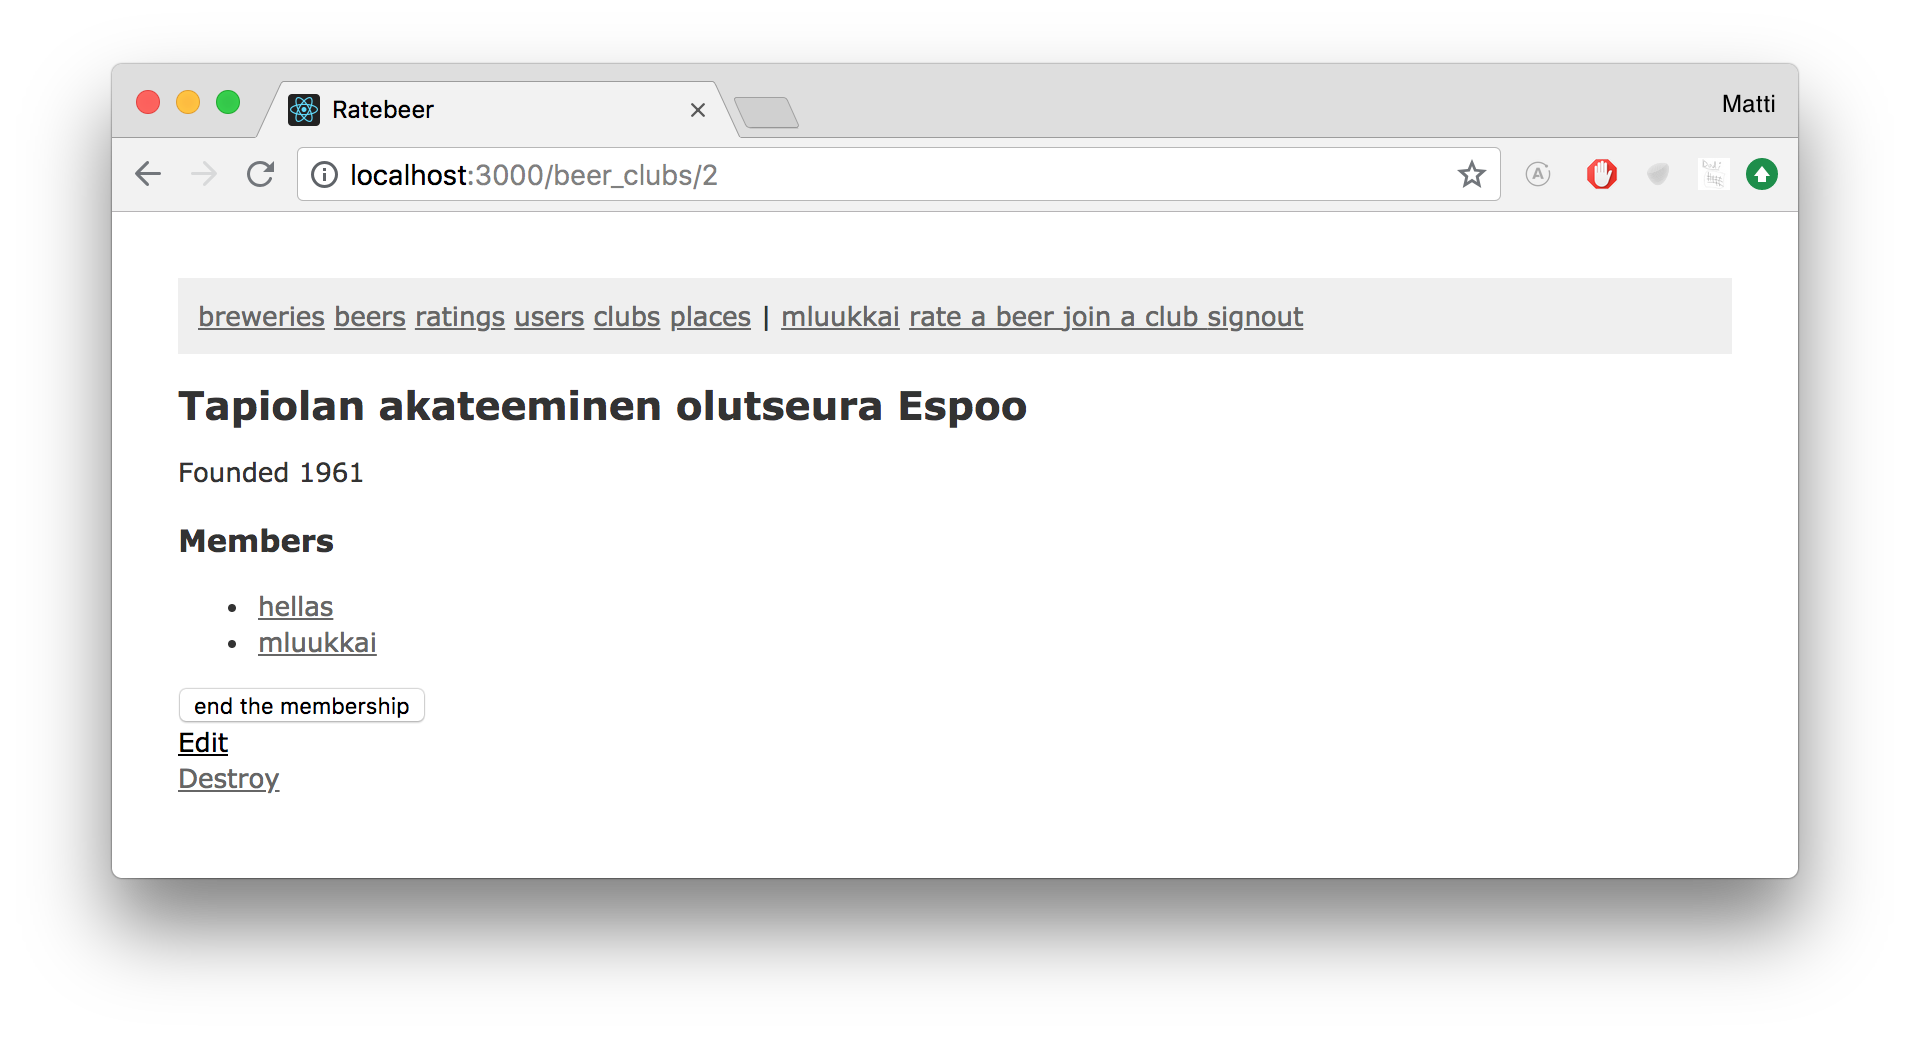 Ratebeer
Matti
localhost:3000/beer_clubs/2
breweries beers ratings users clubs places | mluukkai rate a beer join a club signout
Tapiolan akateeminen olutseura Espoo
Founded 1961
Members
hellas
mluukkai
end the membership
Edit
Destroy